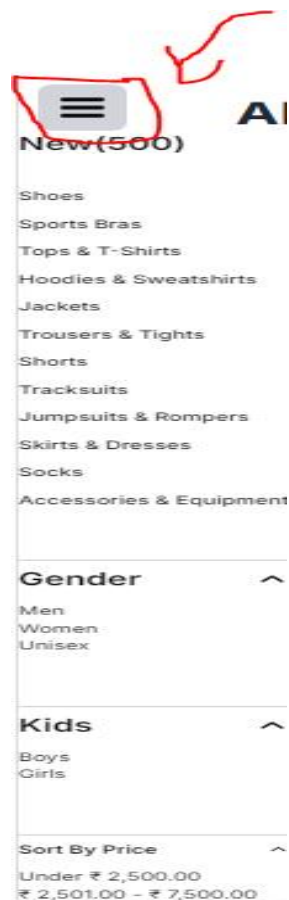 New(500)
Shoes
Sports Bras
Tops & T-Shirts
Hoodies & Sweatshirts
Jackets
Trousers & Tights
Shorts
Tracksuits
Jumpsuits & Rompers
Skirts & Dresses
Socks
Accessories & Equipment
Gender
Men
Women
Unisex
Kids
Boys
Girls
Sort By Price
Under ₹ 2,500.00
₹ 2,501.00 - ₹ 7,500.00